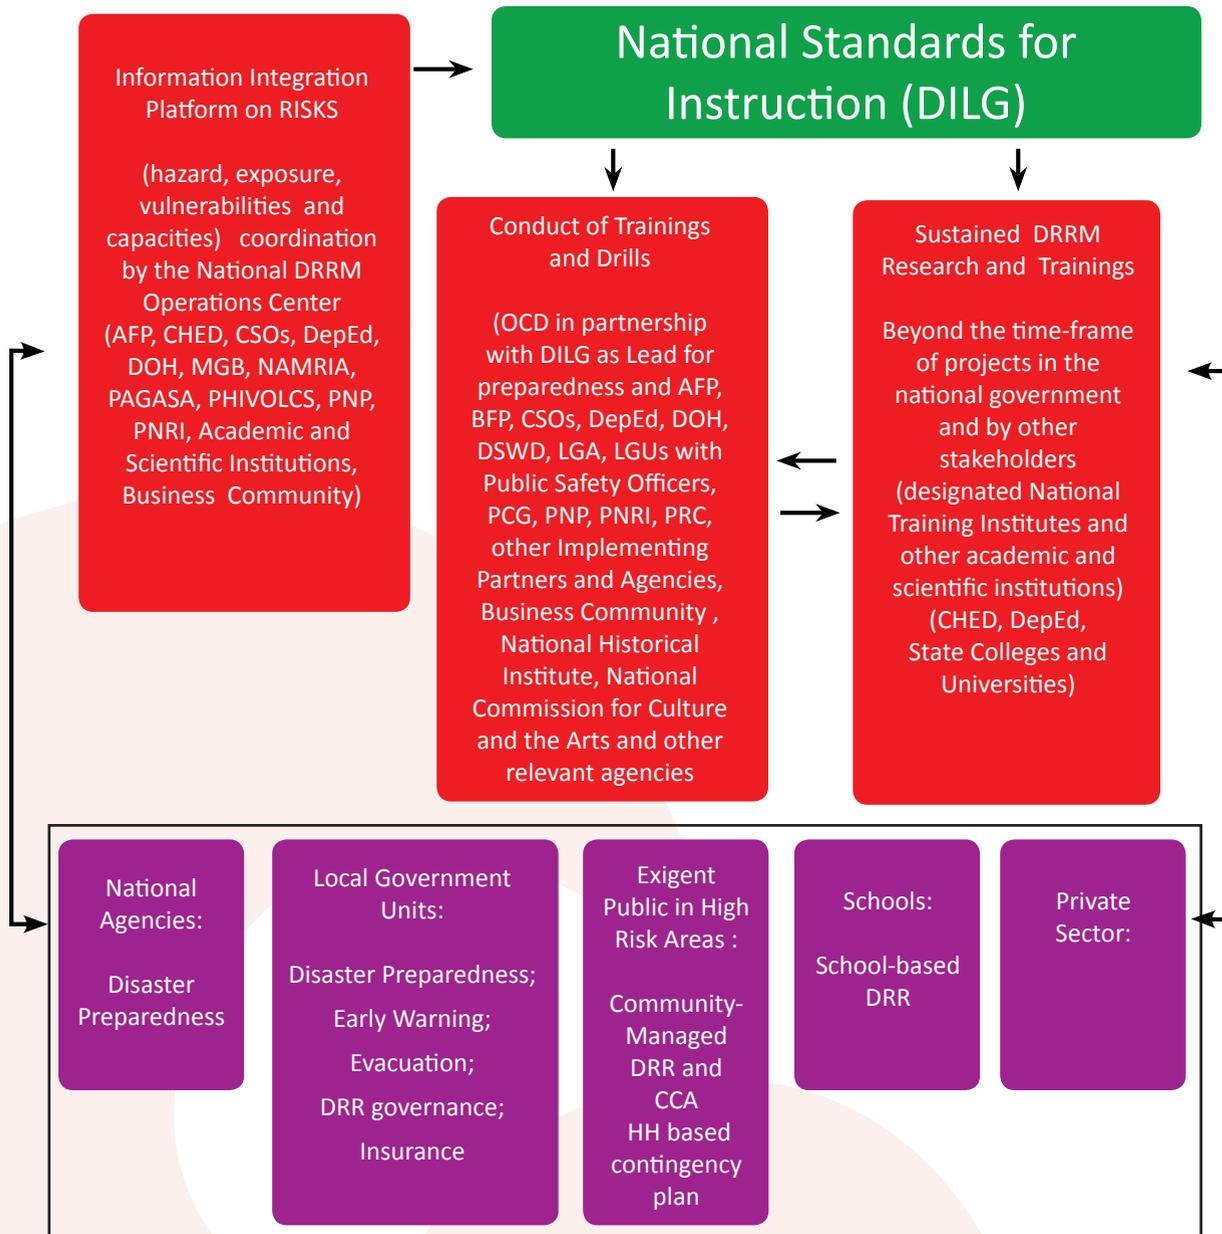 Information Integration
Platform on RISKS
(hazard, exposure,
vulnerabilities and
capacities) coordination
by the National DRRM
Operations Center
(AFP, CHED, CSOs, DepEd,
DOH, MGB, NAMRIA,
PAGASA, PHIVOLCS, PNP,
PNRI, Academic and
Scientific Institutions,
Business Community)
National Standards for
Instruction (DILG)
Conduct of Trainings
and Drills
(OCD in partnership
with DILG as Lead for
preparedness and AFP,
BFP, CSOs, DepEd, DOH,
DSWD, LGA, LGUs with
Public Safety Officers,
PCG, PNP, PNRI, PRC,
other Implementing
Partners and Agencies,
Business Community ,
National Historical
Institute, National
Commission for Culture
and the Arts and other
relevant agencies
Sustained DRRM
Research and Trainings
Beyond the time-frame
of projects in the
national government
and by other
stakeholders
(designated National
Training Institutes and
other academic and
scientific institutions)
(CHED, DepEd,
State Colleges and
Universities)
National
Agencies:
Disaster
Preparedness
Local Government
Units:
Disaster Preparedness;
Early Warning;
Evacuation;
DRR governance;
Insurance
Exigent
Public in High
Risk Areas :
Community-
Managed
DRR and
CCA
HH based
contingency
plan
Schools:
School-based
DRR
Private
Sector: